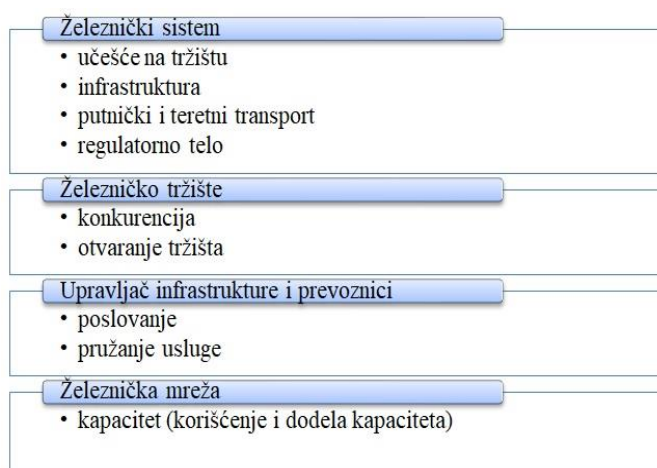 Železnički sistem
• učešće na tržištu
• infrastruktura
• putnički i teretni transport
• regulatorno telo
Železničko tržište
• konkurencija
• otvaranje tržišta
Upravljač infrastrukture i prevoznici
• poslovanje
• pružanje usluge
Železnička mreža
• kapacitet (korišćenje i dodela kapaciteta)